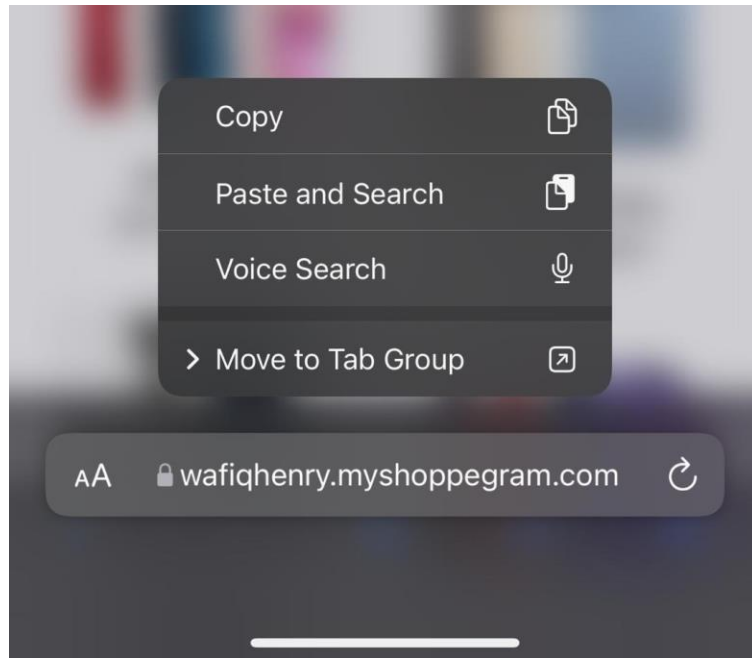 Copy
Paste and Search
Voice Search
Move to Tab Group
AA wafiqhenry.myshoppegram.com